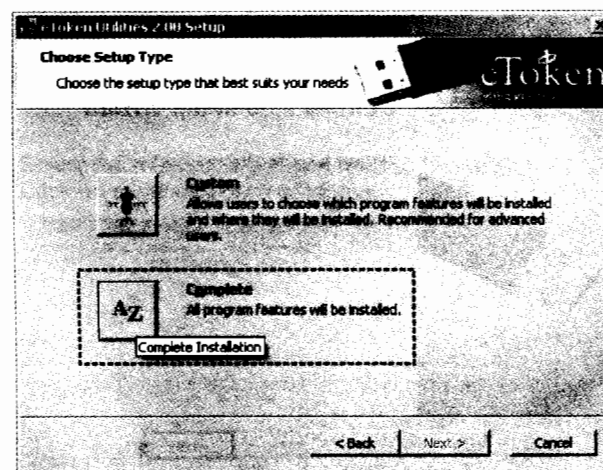 eToken Utilities 2.00 Setup
Choose Setup Type
Choose the setup type that best suits your needs
eToken
Custom
Allows users to choose which program features will be installed
and where they will be installed. Recommended for advanced
users.
AZ
Complete
All program features will be installed.
Complete Installation
< Back
Next >
Cancel